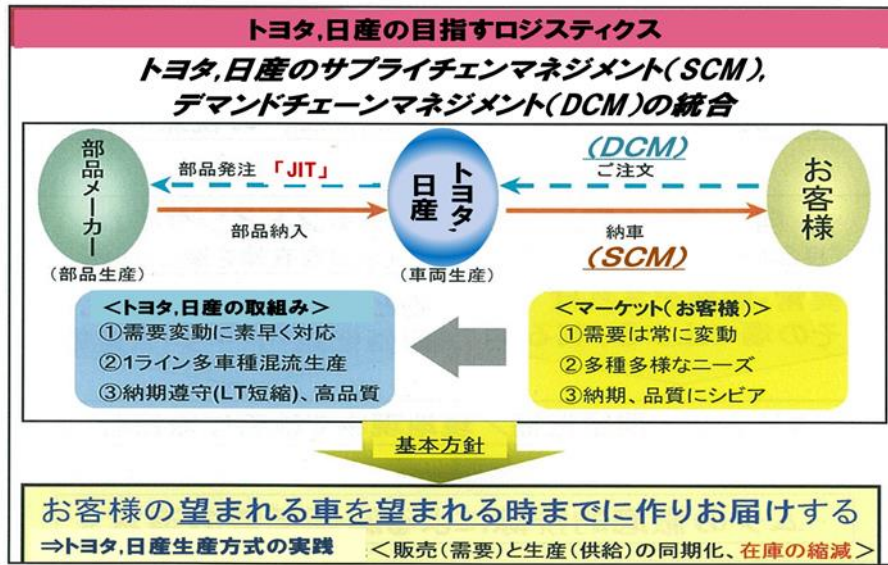 トヨタ,日産の目指すロジスティクス
トヨタ,日産のサプライチェンマネジメント(SCM),
デマンドチェーンマネジメント(DCM)の統合
部品メーカー
(部品生産)
部品発注 「JIT」
部品納入
トヨタ,
日産
(車両生産)
(DCM)
ご注文
納車
(SCM)
お客様
<トヨタ,日産の取組み>
①需要変動に素早く対応
②1ライン多車種混流生産
③納期遵守(LT短縮)、高品質
<マーケット(お客様)>
①需要は常に変動
②多種多様なニーズ
③納期、品質にシビア
基本方針
お客様の望まれる車を望まれる時までに作りお届けする
⇒トヨタ,日産生産方式の実践 <販売(需要)と生産(供給)の同期化、在庫の縮減>